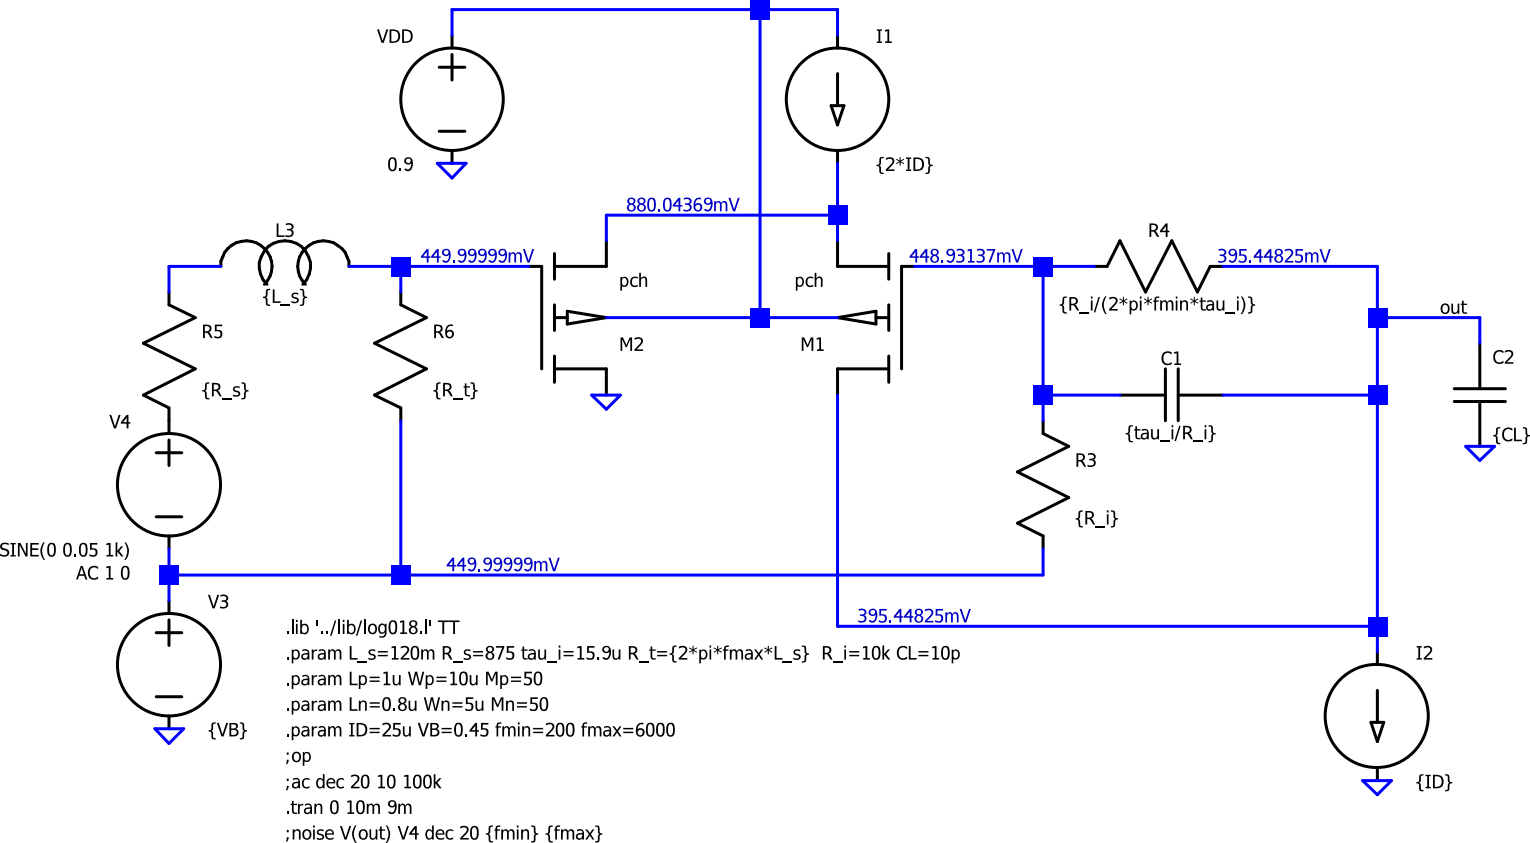 VDD
0.9
I1
{2*ID}
880.04369mV
L3
{L_s}
449.99999mV
pch
M2
pch
M1
448.93137mV
R4
{R_i/(2*pi*fmin*tau_i)}
395.44825mV
out
R5
{R_s}
R6
{R_t}
C1
{tau_i/R_i}
C2
{CL}
V4
SINE(0 0.05 1k)
AC 1 0
R3
{R_i}
449.99999mV
V3
{VB}
395.44825mV
I2
{ID}
.lib '../lib/log018.l' TT
.param L_s=120m R_s=875 tau_i=15.9u R_t={2*pi*fmax*L_s} R_i=10k CL=10p
.param Lp=1u Wp=10u Mp=50
.param Ln=0.8u Wn=5u Mn=50
.param ID=25u VB=0.45 fmin=200 fmax=6000
;op
;ac dec 20 10 100k
.tran 0 10m 9m
;noise V(out) V4 dec 20 {fmin} {fmax}